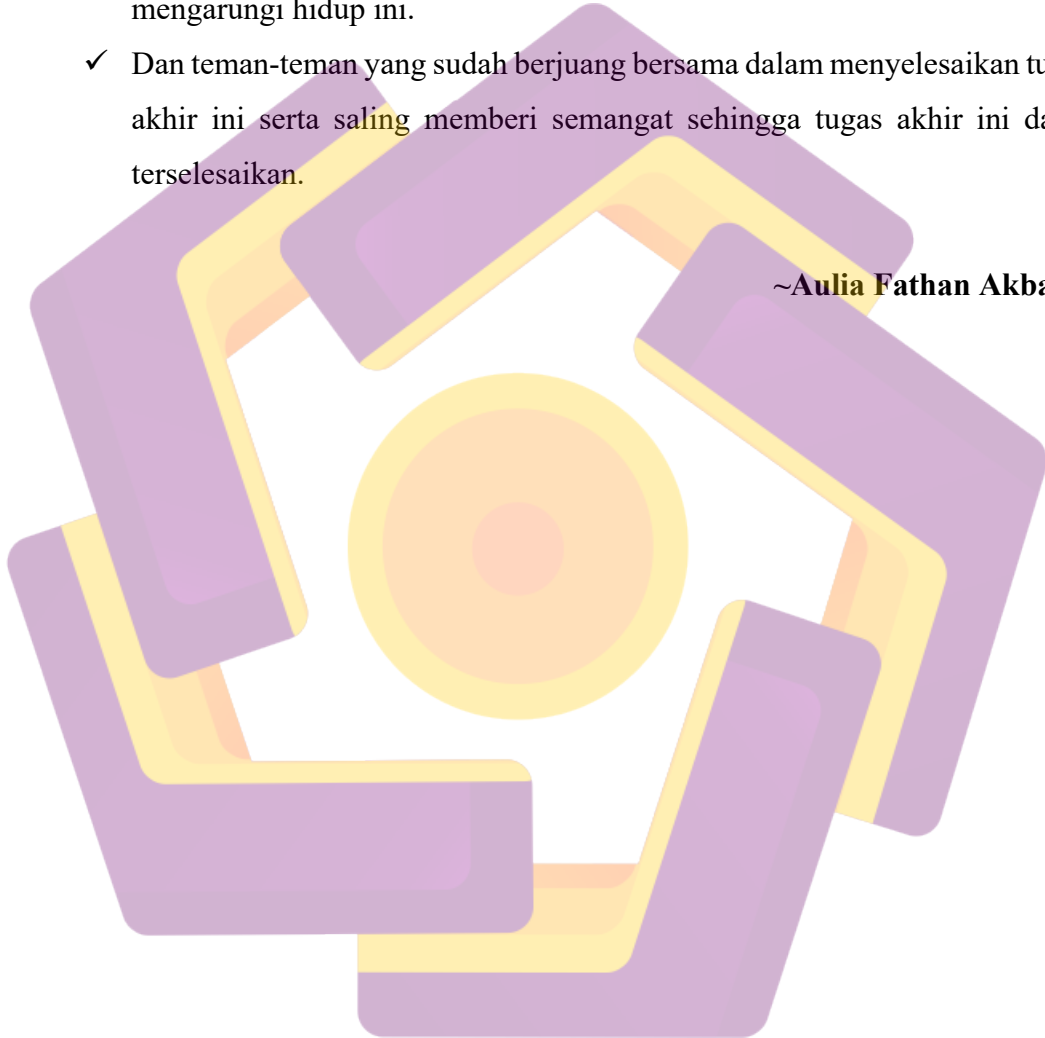 mengarungi hidup ini.
✓ Dan teman-teman yang sudah berjuang bersama dalam menyelesaikan tu
akhir ini serta saling memberi semangat sehingga tugas akhir ini da
terselesaikan.
~Aulia Fathan Akba